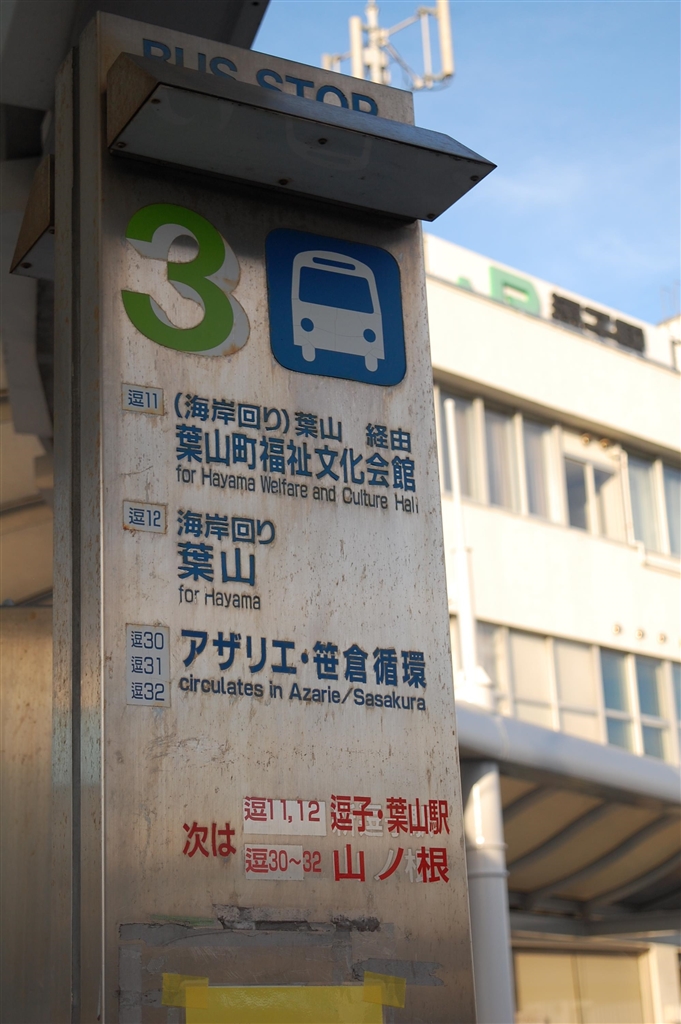 BUS STOP
3
逗11
(海岸回り)葉山 経由
葉山町福祉文化会館
for Hayama Welfare and Culture Hall
逗12
海岸回り
葉山
for Hayama
逗30
逗31
逗32
アザリエ・笹倉循環
circulates in Azarie/Sasakura
次は
逗11,12 逗子・葉山駅
逗30～32 山ノ根
JR 逗子駅